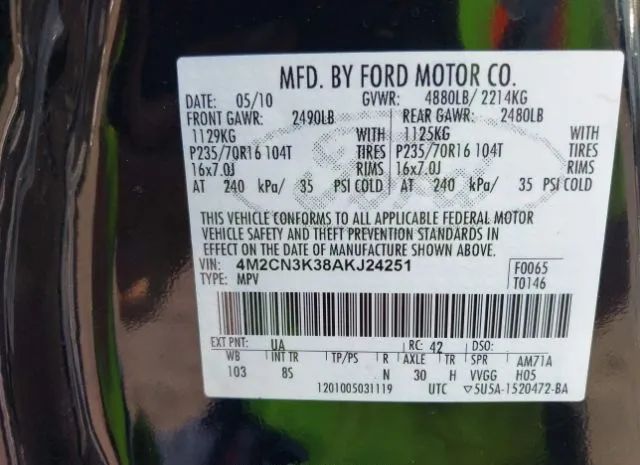 MFD. BY FORD MOTOR CO.
DATE: 05/10 GVWR: 4880LB/ 2214KG
FRONT GAWR: 2490LB REAR GAWR: 2480LB
1129KG WITH 1125KG WITH
P235/70R16 104T TIRES P235/70R16 104T TIRES
16x7.0J RIMS 16x7.0J RIMS
AT 240 kPa/ 35 PSI COLD AT 240 kPa/ 35 PSI COLD
THIS VEHICLE CONFORMS TO ALL APPLICABLE FEDERAL MOTOR
VEHICLE SAFETY AND THEFT PREVENTION STANDARDS IN
EFFECT ON THE DATE OF MANUFACTURE SHOWN ABOVE.
VIN: 4M2CN3K38AKJ24251 F0065
TYPE: MPV T0146
EXT PNT: UA RC: 42 DSO:
WB INT TR TP/PS R AXLE TR SPR AM71A
103 8S N 30 H VVGG H05
1201005031119 UTC ▽5U5A-1520472-BA